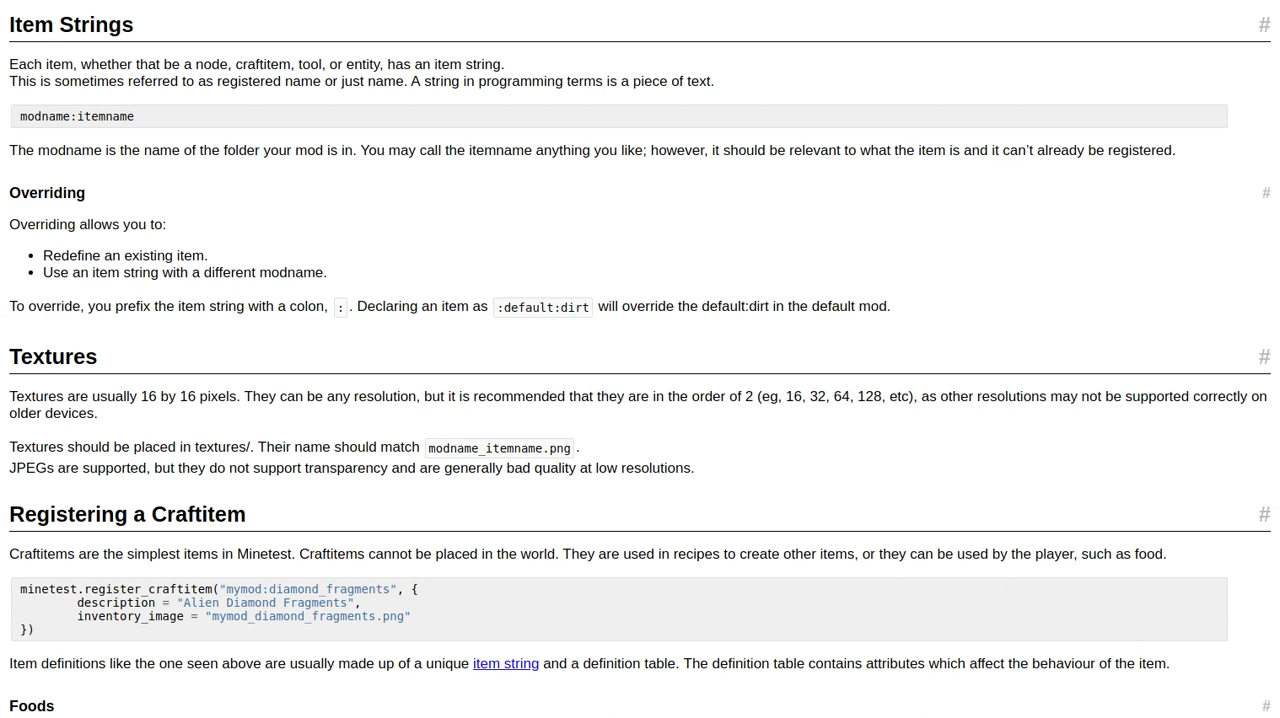 Item Strings #
Each item, whether that be a node, craftitem, tool, or entity, has an item string.
This is sometimes referred to as registered name or just name. A string in programming terms is a piece of text.
modname:itemname
The modname is the name of the folder your mod is in. You may call the itemname anything you like; however, it should be relevant to what the item is and it can’t already be registered.
Overriding #
Overriding allows you to:
• Redefine an existing item.
• Use an item string with a different modname.
To override, you prefix the item string with a colon, :. Declaring an item as :default:dirt will override the default:dirt in the default mod.
Textures #
Textures are usually 16 by 16 pixels. They can be any resolution, but it is recommended that they are in the order of 2 (eg, 16, 32, 64, 128, etc), as other resolutions may not be supported correctly on
older devices.
Textures should be placed in textures/. Their name should match modname_itemname.png.
JPEGs are supported, but they do not support transparency and are generally bad quality at low resolutions.
Registering a Craftitem #
Craftitems are the simplest items in Minetest. Craftitems cannot be placed in the world. They are used in recipes to create other items, or they can be used by the player, such as food.
minetest.register_craftitem("mymod:diamond_fragments", {
        description = "Alien Diamond Fragments",
        inventory_image = "mymod_diamond_fragments.png"
})
Item definitions like the one seen above are usually made up of a unique item string and a definition table. The definition table contains attributes which affect the behaviour of the item.
Foods #